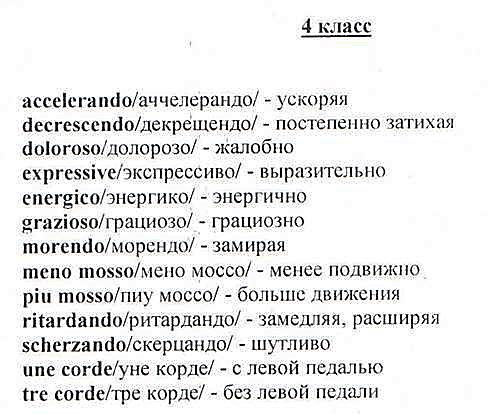 4 класс
accelerando/аччелерандо/ - ускоряя
decrescendo/декрещендо/ - постепенно затихая
doloroso/долорозо/ - жалобно
expressive/экспрессиво/ - выразительно
energico/энергико/ - энергично
grazioso/грациозо/ - грациозно
morendo/морендо/ - замирая
meno mosso/мено моссо/ - менее подвижно
piu mosso/пиу моссо/ - больше движения
ritardando/ритардандо/ - замедляя, расширяя
scherzando/скерцандо/ - шутливо
une corde/уне корде/ - с левой педалью
tre corde/тре корде/ - без левой педали